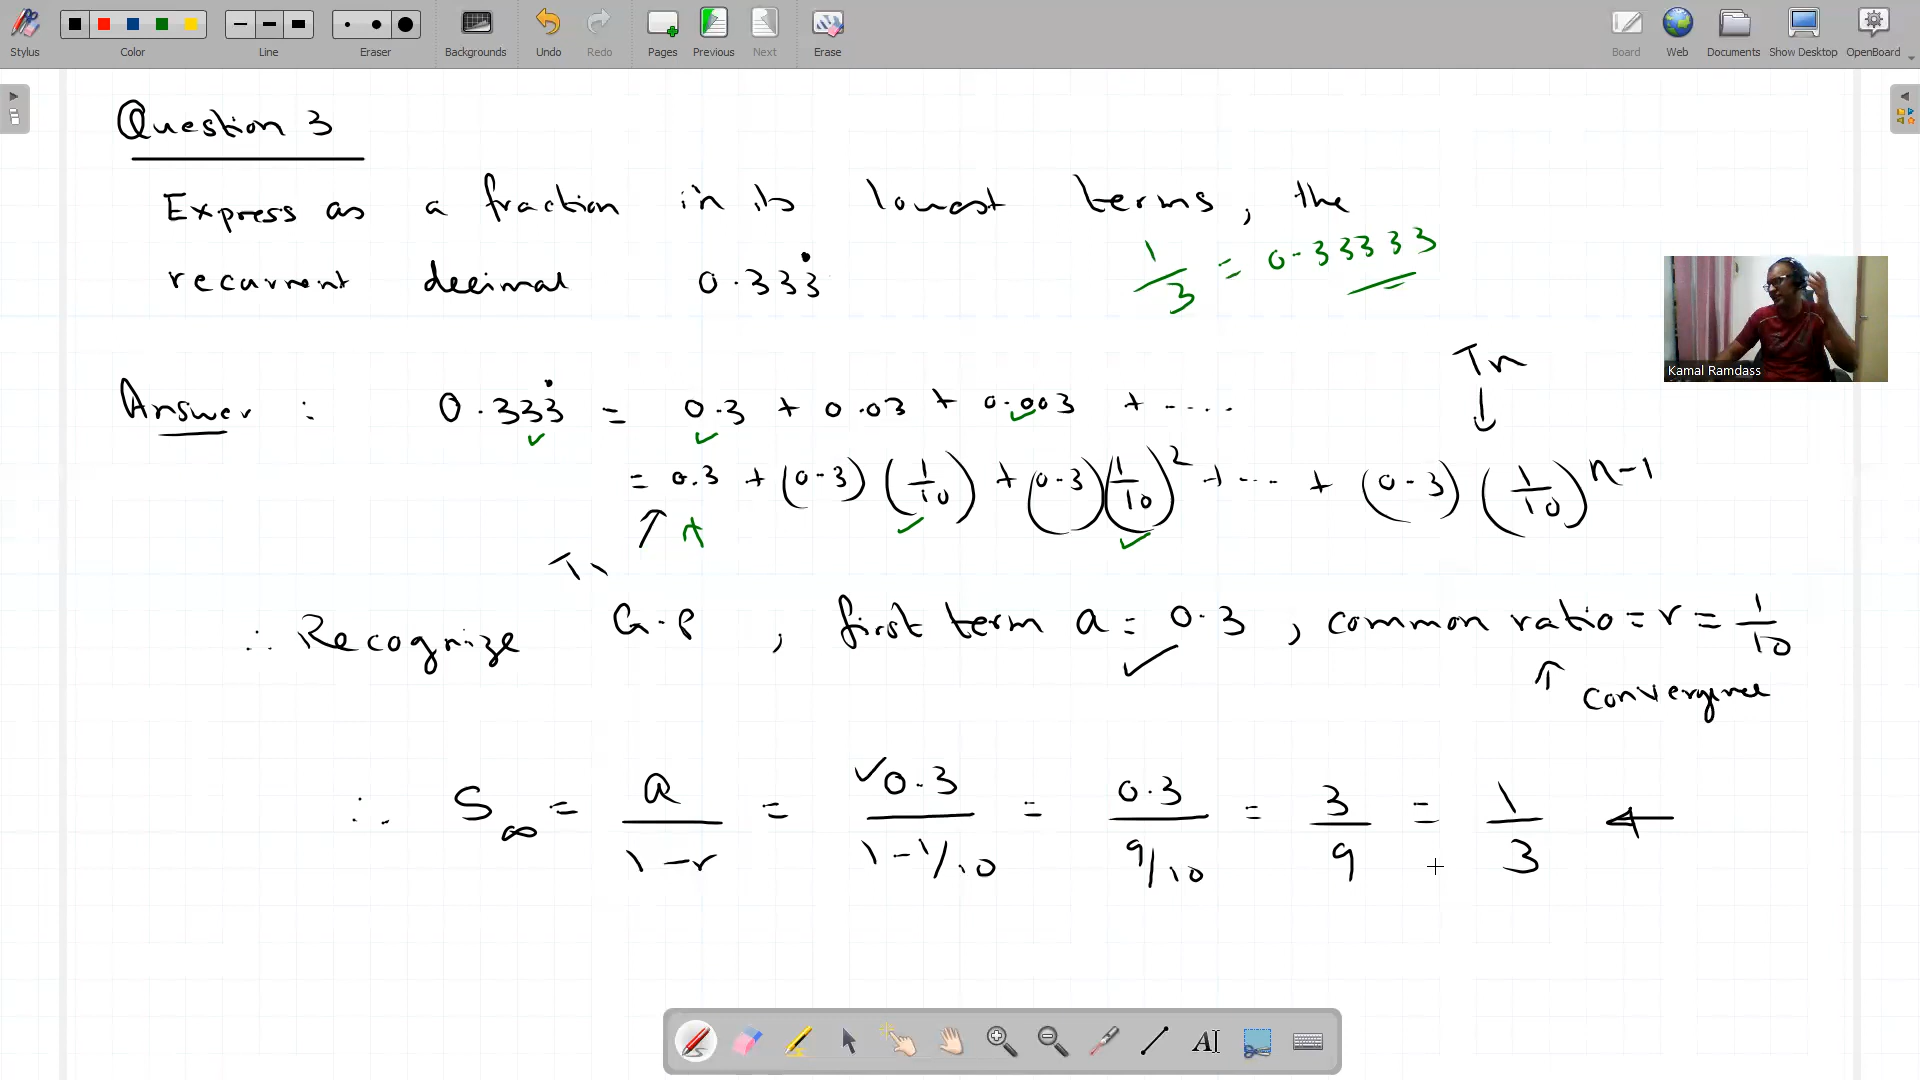 Stylus Color Line Eraser Backgrounds Undo Redo Pages Previous Next Erase Board Web Documents Show Desktop OpenBoard
Question 3
Express as a fraction in its lowest terms, the
recurrent decimal 0.333̇
1/3 = 0.33333
Kamal Ramdass
Tn
↓
Answer : 0.333̇ = 0.3 + 0.03 + 0.003 + ....
= 0.3 + (0.3)(1/10) + (0.3)(1/10)² + ... + (0.3)(1/10)ⁿ⁻¹
T₁
∴ Recognize G.P , first term a = 0.3 , common ratio = r = 1/10
↑ convergence
∴ S∞ = a/(1-r) = 0.3/(1-1/10) = 0.3/(9/10) = 3/9 = 1/3 ←